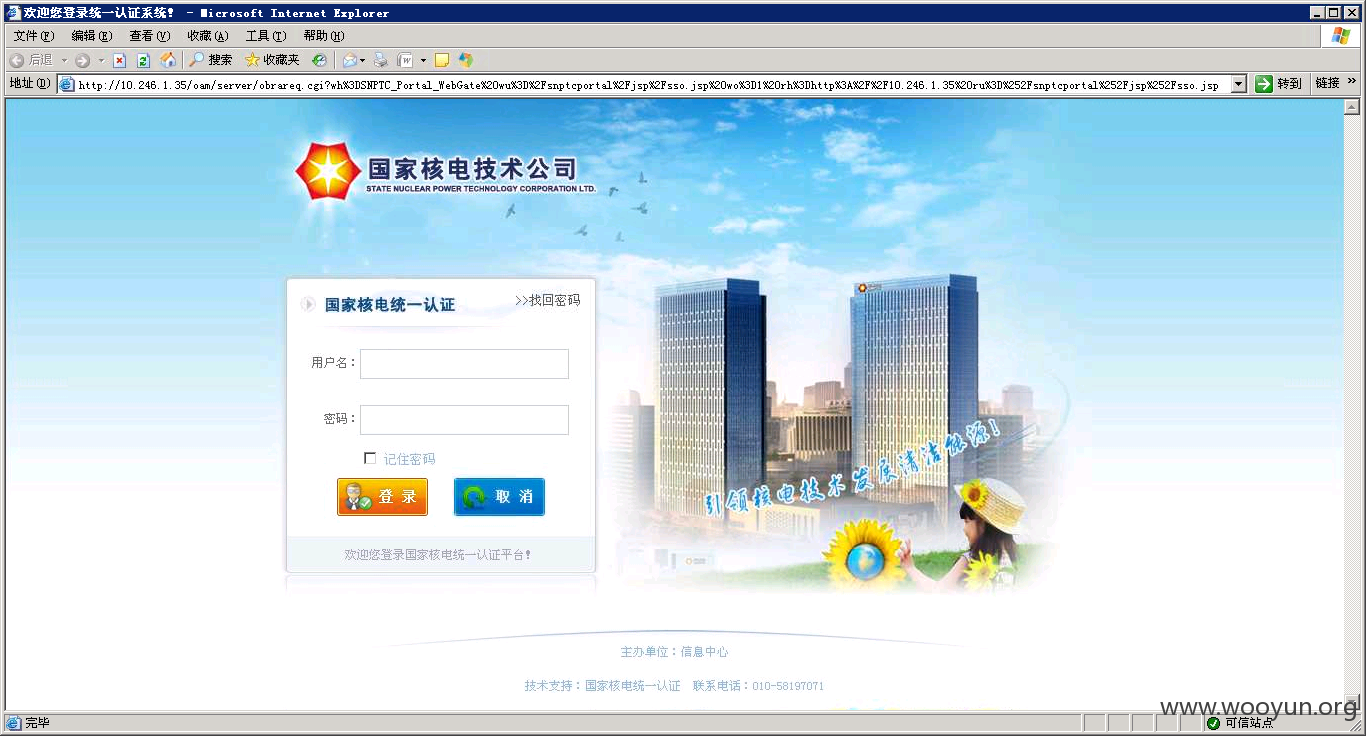 欢迎您登录统一认证系统! - Microsoft Internet Explorer
文件(F) 编辑(E) 查看(V) 收藏(A) 工具(T) 帮助(H)
后退 搜索 收藏夹
地址(D) http://10.246.1.35/oam/server/obrareq.cgi?wh%3DSNPTC_Portal_WebGate%20wu%3D%2Fsnptcportal%2Fjsp%2Fsso.jsp%20wo%3D1%20rh%3Dhttp%3A%2F%2F10.246.1.35%20ru%3D%252Fsnptcportal%252Fjsp%252Fsso.jsp 转到 链接 »
国家核电技术公司
STATE NUCLEAR POWER TECHNOLOGY CORPORATION LTD.
国家核电统一认证 >>找回密码
用户名:
密码:
记住密码
登录 取消
欢迎您登录国家核电统一认证平台!
引领核电技术 发展清洁能源!
主办单位:信息中心
技术支持:国家核电统一认证 联系电话:010-58197071
www.wooyun.org
完毕 可信站点